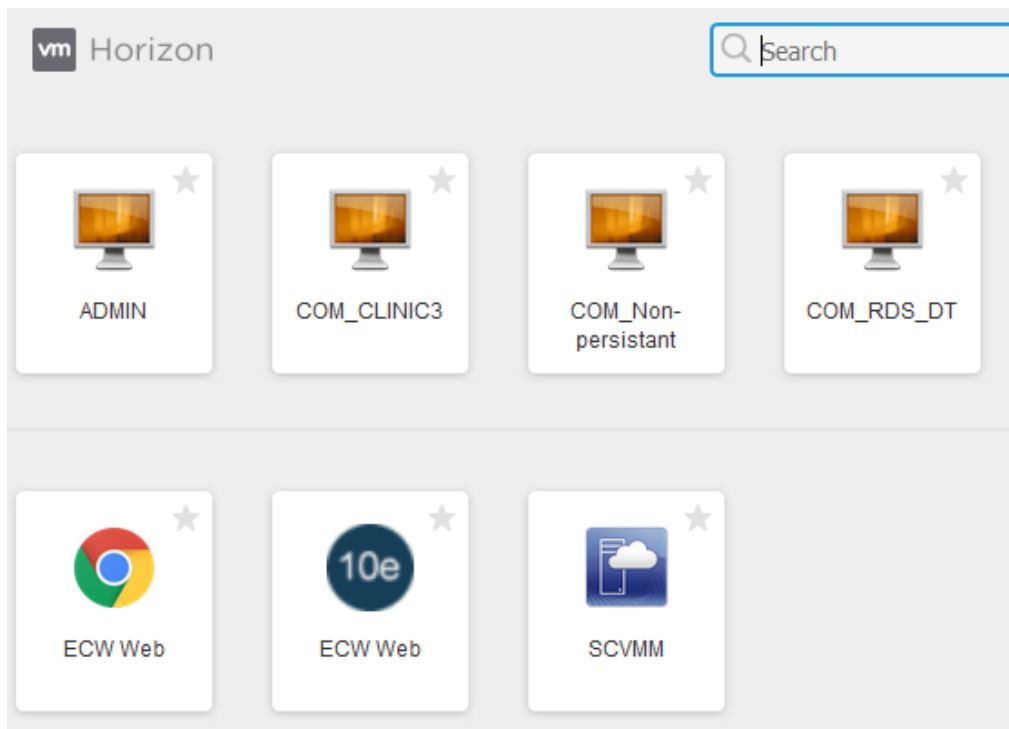 vm Horizon
Search
ADMIN
COM_CLINIC3
COM_Non-
persistant
COM_RDS_DT
10e
ECW Web
ECW Web
SCVMM